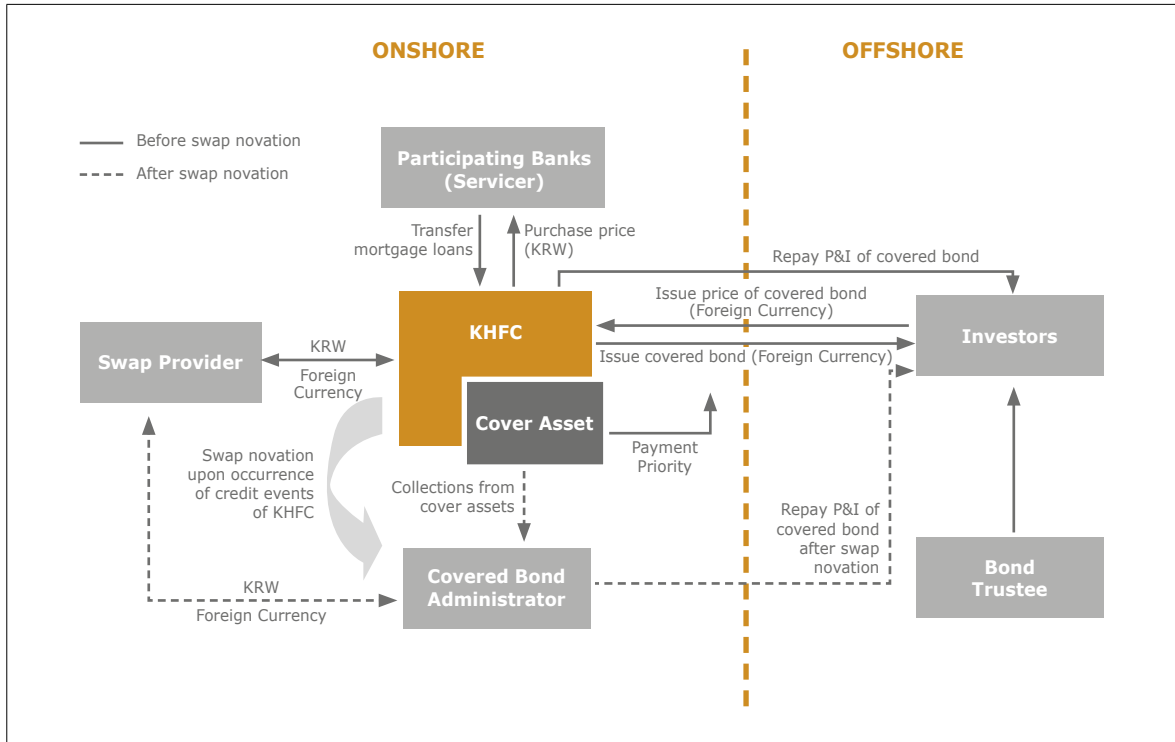 ONSHORE
OFFSHORE
Before swap novation
After swap novation
Participating Banks
(Servicer)
Transfer
mortgage loans
Purchase price
(KRW)
Repay P&I of covered bond
Issue price of covered bond
(Foreign Currency)
KHFC
Investors
Issue covered bond (Foreign Currency)
Swap Provider
KRW
Foreign
Currency
Cover Asset
Payment
Priority
Swap novation
upon occurrence
of credit events
of KHFC
Collections from
cover assets
Repay P&I of
covered bond
after swap
novation
Covered Bond
Administrator
Bond
Trustee
KRW
Foreign Currency